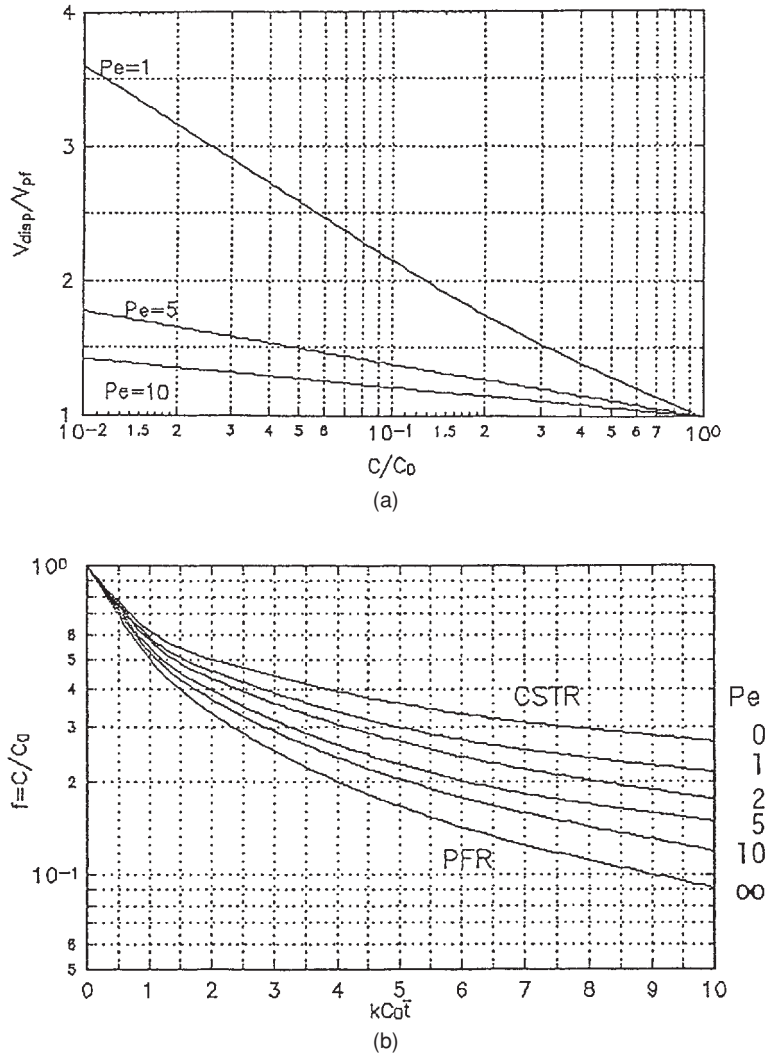 4
Pe=1
3
Vdisp/Vpf
2
Pe=5
Pe=10
1
10-2 1.5 2 3 4 5 6 10-1 1.5 2 3 4 5 6 7 100
C/C0
(a)
100
8
6
5
4
3
2
f=C/C0
10-1
8
6
5
CSTR
PFR
Pe
0
1
2
5
10
∞
0 1 2 3 4 5 6 7 8 9 10
kC0t̄
(b)